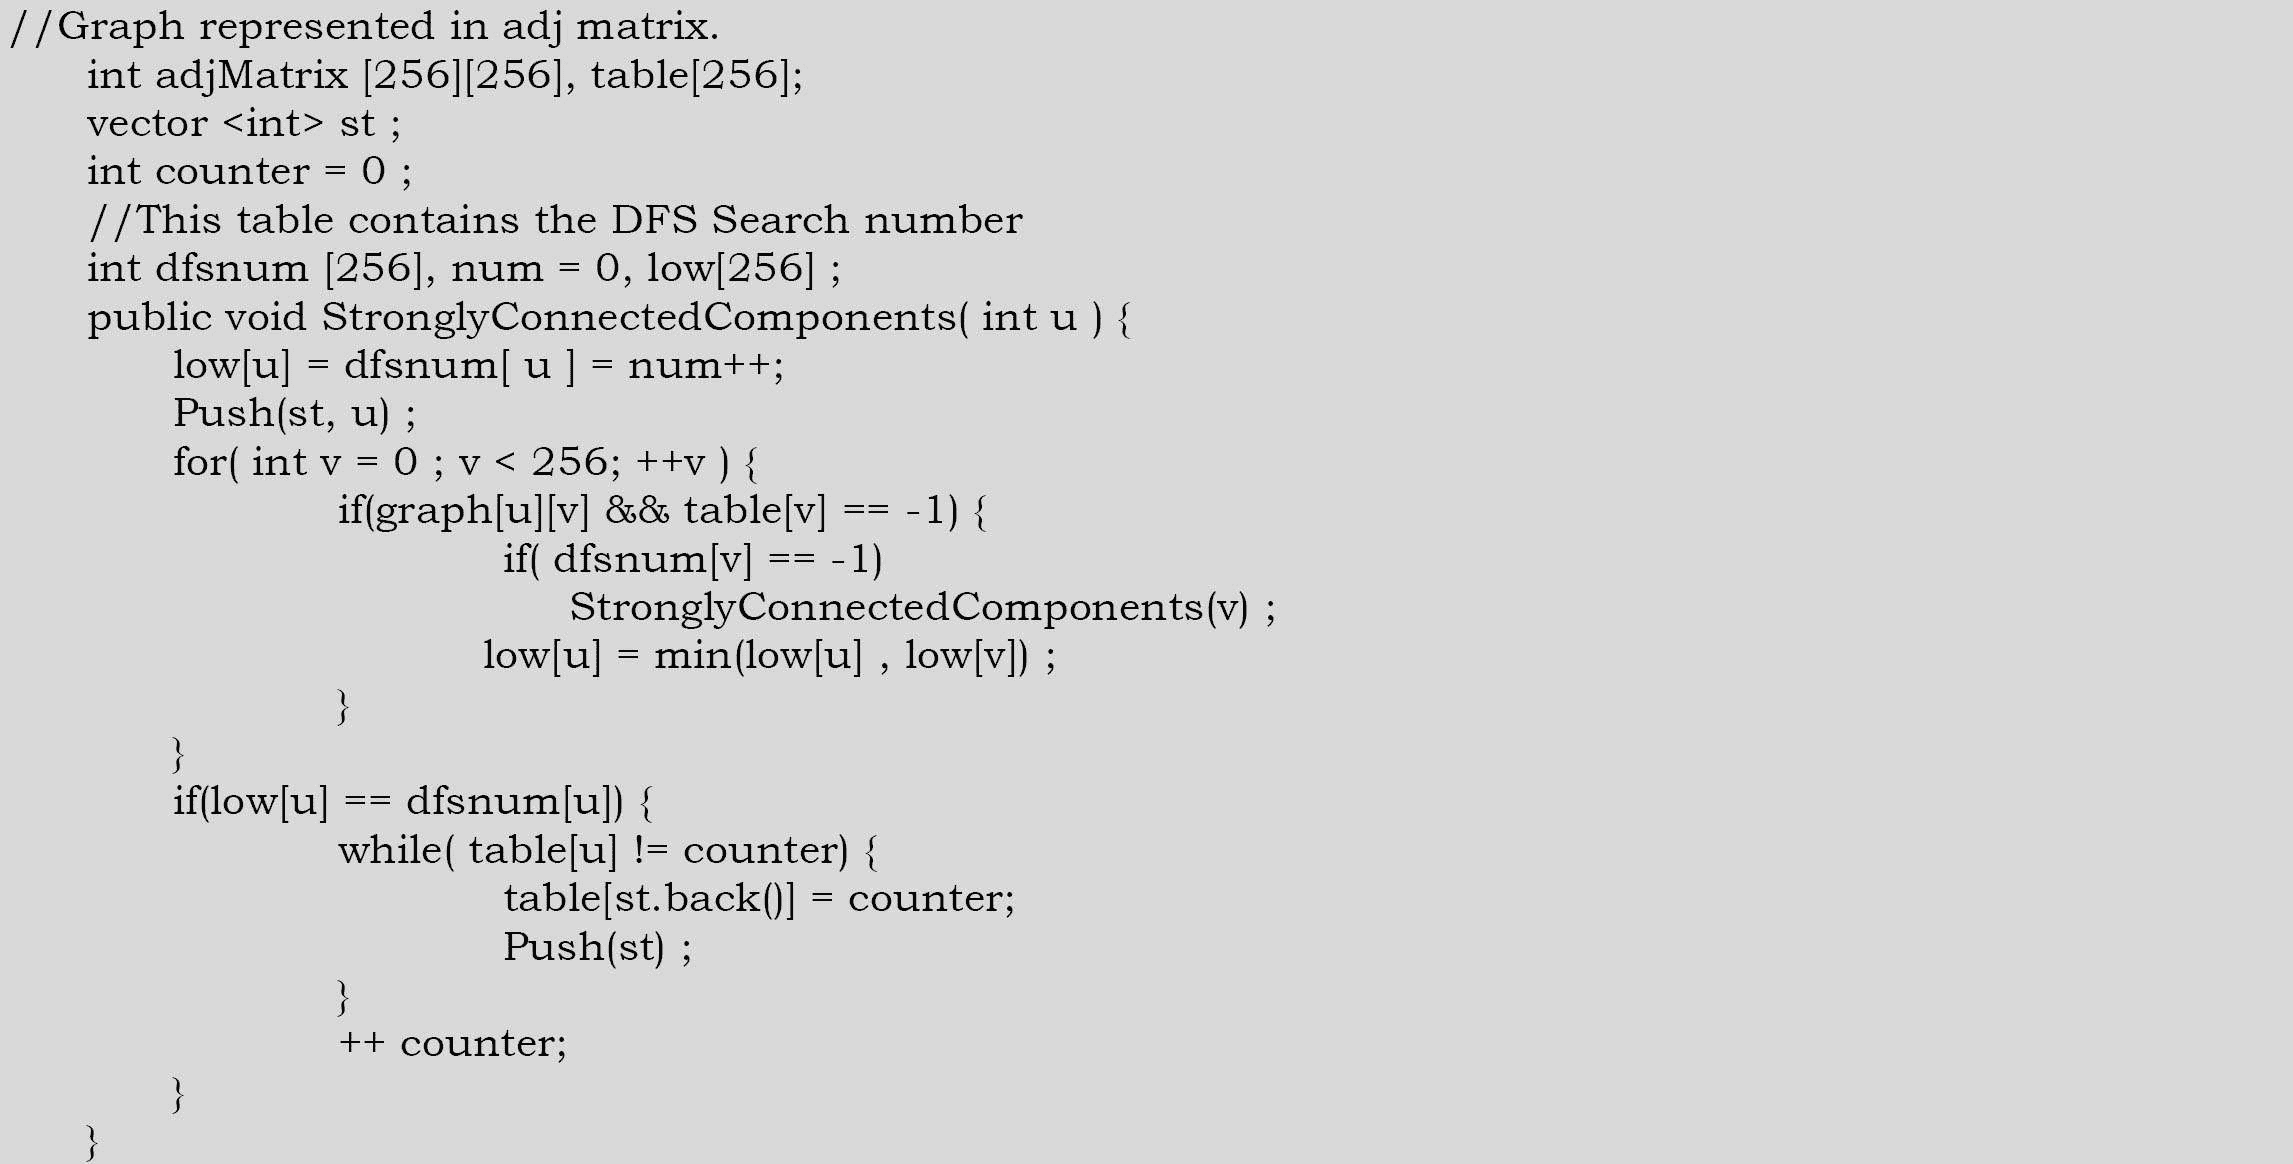 //Graph represented in adj matrix.
int adjMatrix [256][256], table[256];
vector <int> st ;
int counter = 0 ;
//This table contains the DFS Search number
int dfsnum [256], num = 0, low[256] ;
public void StronglyConnectedComponents( int u ) {
low[u] = dfsnum[ u ] = num++;
Push(st, u) ;
for( int v = 0 ; v < 256; ++v ) {
if(graph[u][v] && table[v] == -1) {
if( dfsnum[v] == -1)
StronglyConnectedComponents(v) ;
low[u] = min(low[u] , low[v]) ;
}
}
if(low[u] == dfsnum[u]) {
while( table[u] != counter) {
table[st.back()] = counter;
Push(st) ;
}
++ counter;
}
}